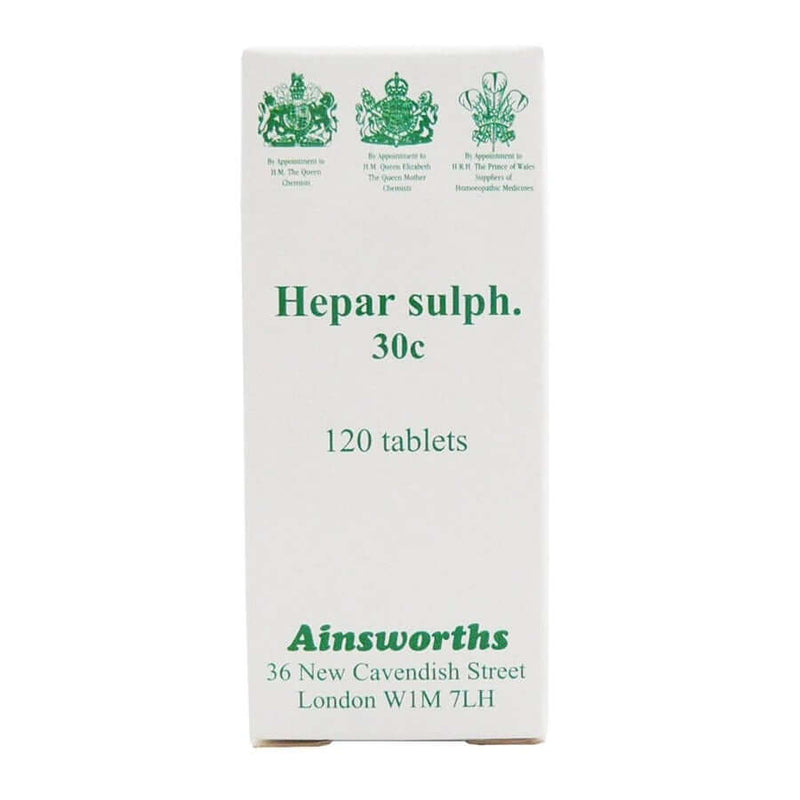 By Appointment to
H.M. The Queen
Chemists
By Appointment to
H.M. Queen Elizabeth
The Queen Mother
Chemists
By Appointment to
H.R.H. The Prince of Wales
Suppliers of
Homoeopathic Medicines
Hepar sulph.
30c
120 tablets
Ainsworths
36 New Cavendish Street
London W1M 7LH